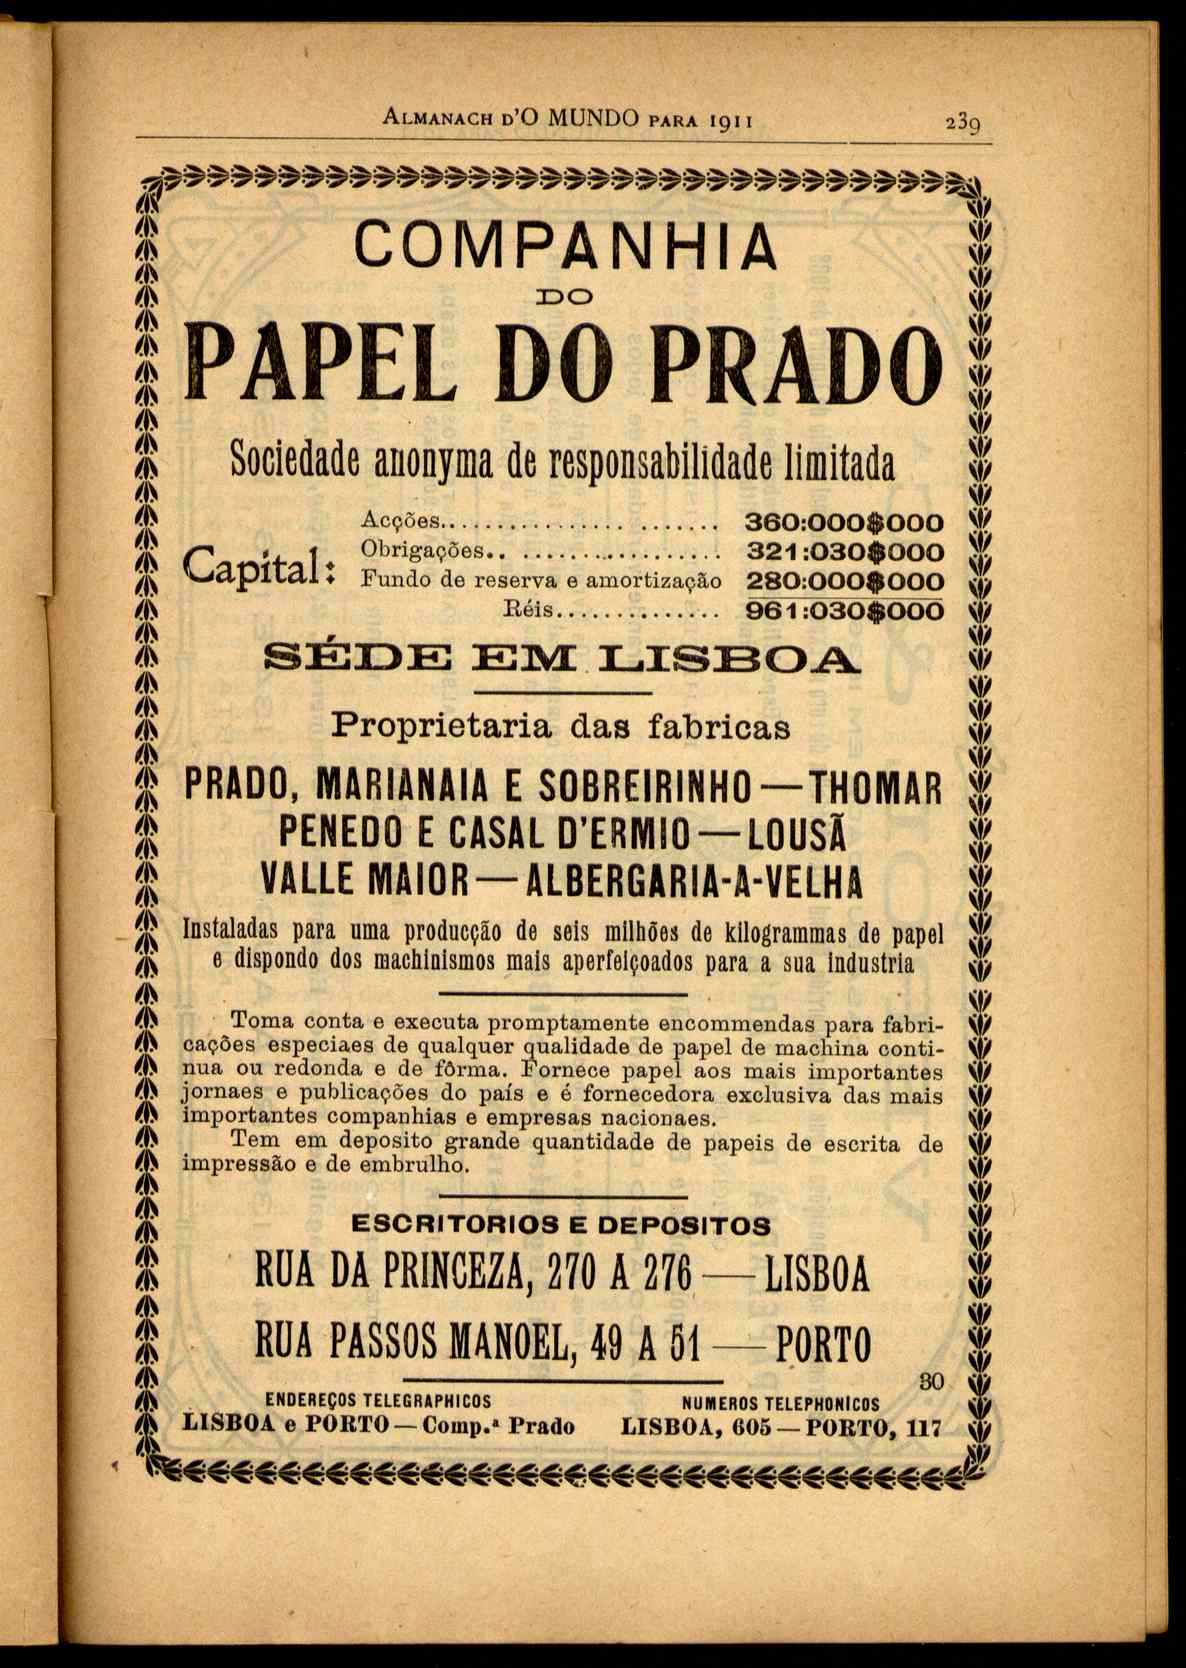 Almanach d'O MUNDO para 1911 239
COMPANHIA
DO
PAPEL DO PRADO
Sociedade anonyma de responsabilidade limitada
Capital:
Acções.................... 360:000$000
Obrigações.................... 321:030$000
Fundo de reserva e amortização 280:000$000
Réis............... 961:030$000
SÉDE EM LISBOA
Proprietaria das fabricas
PRADO, MARIANAIA E SOBREIRINHO — THOMAR
PENEDO E CASAL D'ERMIO — LOUSÃ
VALLE MAIOR — ALBERGARIA-A-VELHA
Instaladas para uma producção de seis milhões de kilogrammas de papel
e dispondo dos machinismos mais aperfeiçoados para a sua industria
Toma conta e executa promptamente encommendas para fabri-
cações especiaes de qualquer qualidade de papel de machina conti-
nua ou redonda e de fôrma. Fornece papel aos mais importantes
jornaes e publicações do país e é fornecedora exclusiva das mais
importantes companhias e empresas nacionaes.
Tem em deposito grande quantidade de papeis de escrita de
impressão e de embrulho.
ESCRITORIOS E DEPOSITOS
RUA DA PRINCEZA, 270 A 276 — LISBOA
RUA PASSOS MANOEL, 49 A 51 — PORTO
30
ENDEREÇOS TELEGRAPHICOS
LISBOA e PORTO — Comp.ª Prado
NUMEROS TELEPHONICOS
LISBOA, 605 — PORTO, 117